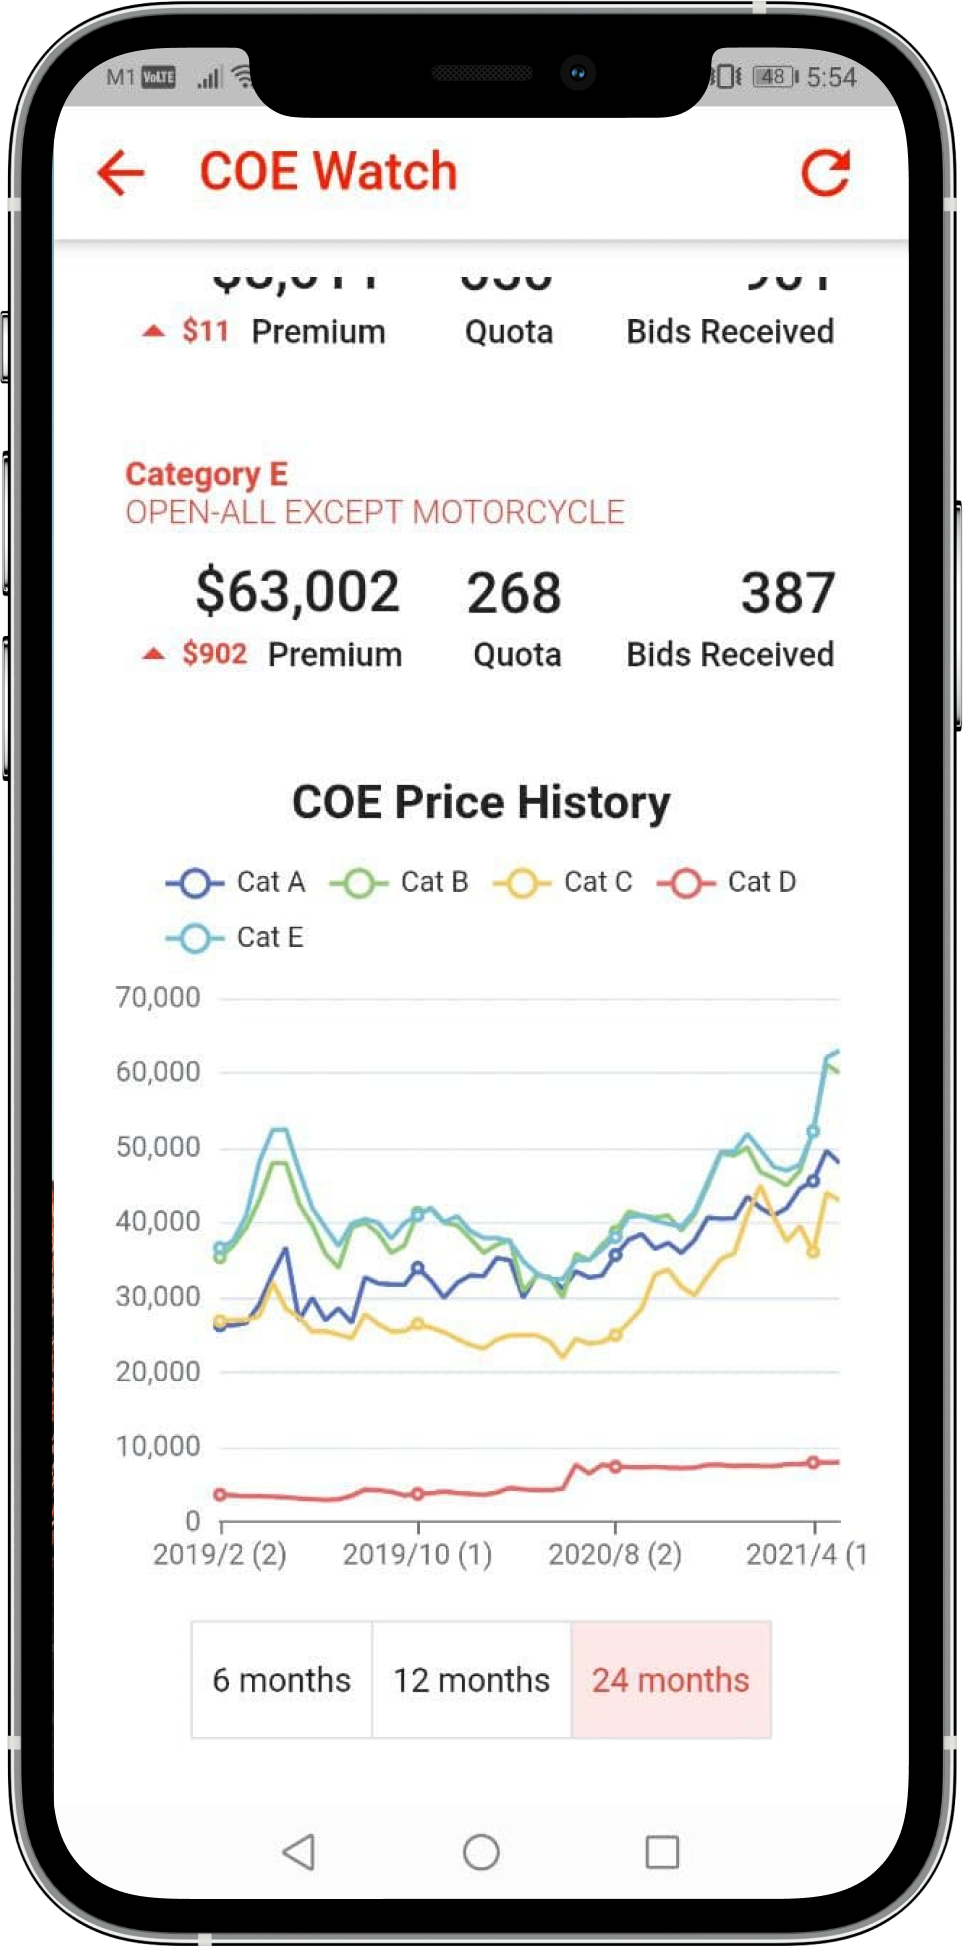 M1 VoLTE 48 5:54
COE Watch
$11 Premium Quota Bids Received
Category E
OPEN-ALL EXCEPT MOTORCYCLE
$63,002 268 387
$902 Premium Quota Bids Received
COE Price History
Cat A Cat B Cat C Cat D
Cat E
70,000
60,000
50,000
40,000
30,000
20,000
10,000
0
2019/2 (2) 2019/10 (1) 2020/8 (2) 2021/4 (1
6 months 12 months 24 months